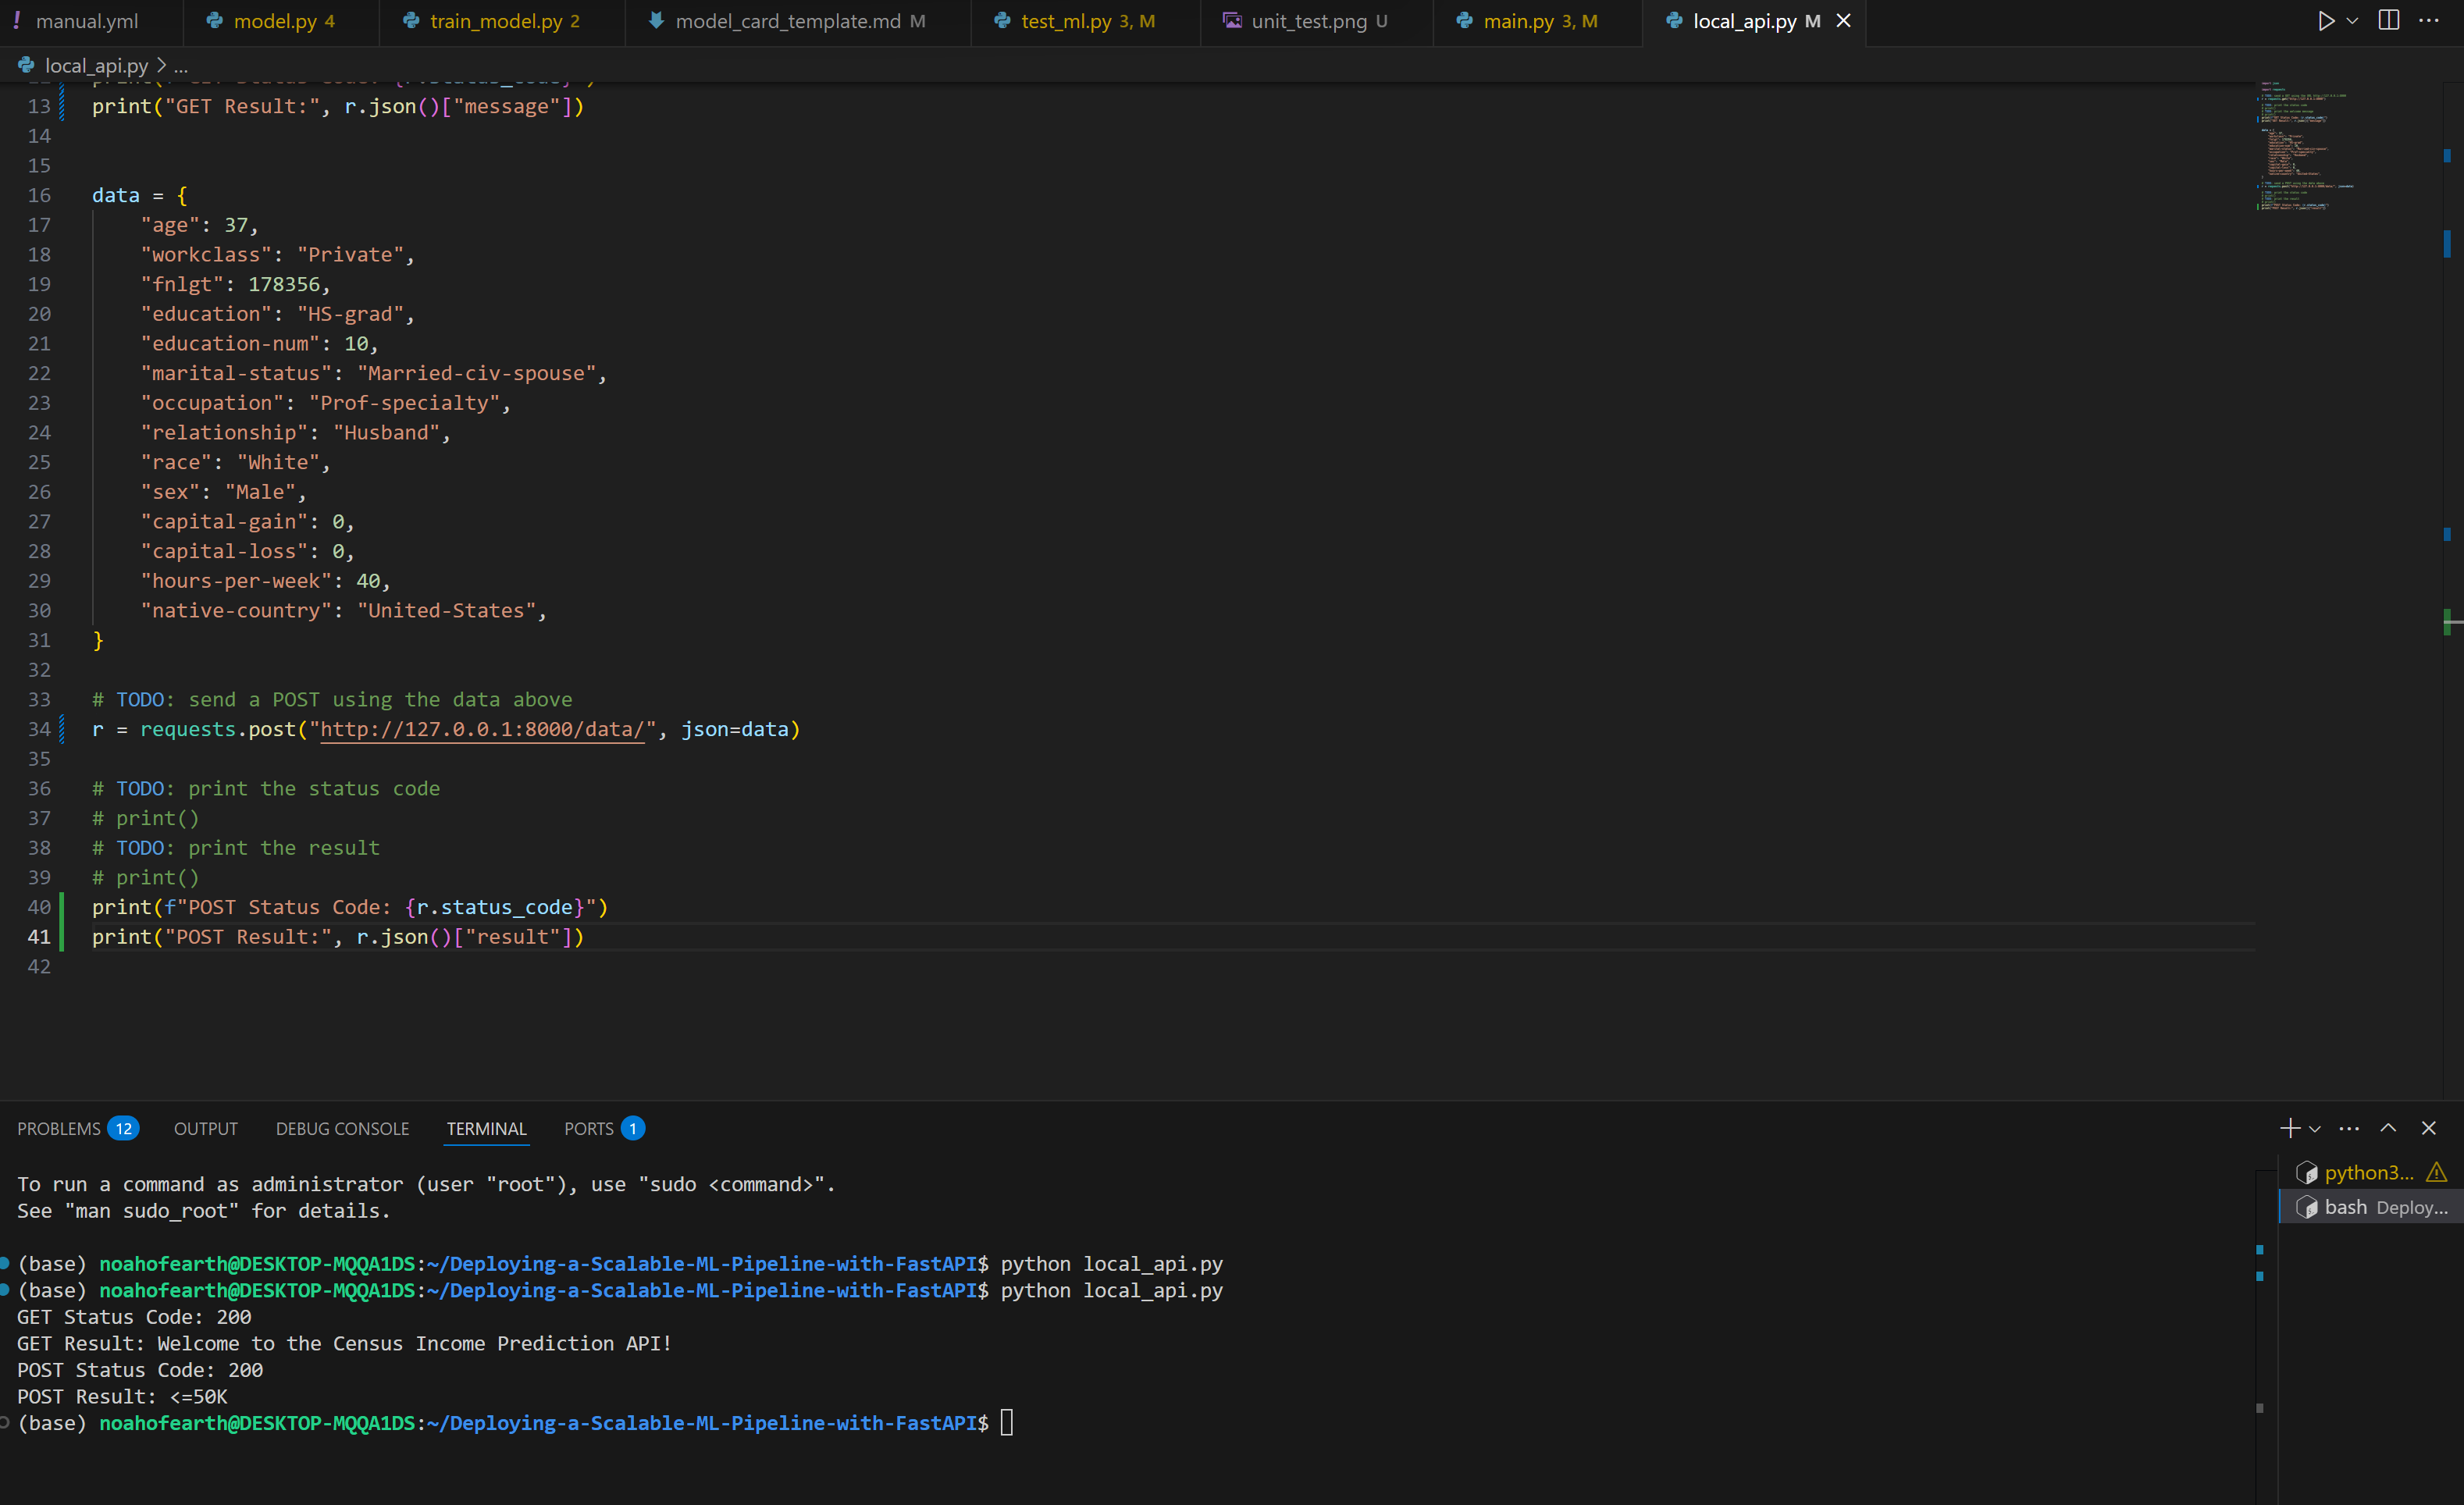 ! manual.yml model.py 4 train_model.py 2 model_card_template.md M test_ml.py 3, M unit_test.png U main.py 3, M local_api.py M
local_api.py > ...
13 print("GET Result:", r.json()["message"])
14
15
16 data = {
17 "age": 37,
18 "workclass": "Private",
19 "fnlgt": 178356,
20 "education": "HS-grad",
21 "education-num": 10,
22 "marital-status": "Married-civ-spouse",
23 "occupation": "Prof-specialty",
24 "relationship": "Husband",
25 "race": "White",
26 "sex": "Male",
27 "capital-gain": 0,
28 "capital-loss": 0,
29 "hours-per-week": 40,
30 "native-country": "United-States",
31 }
32
33 # TODO: send a POST using the data above
34 r = requests.post("http://127.0.0.1:8000/data/", json=data)
35
36 # TODO: print the status code
37 # print()
38 # TODO: print the result
39 # print()
40 print(f"POST Status Code: {r.status_code}")
41 print("POST Result:", r.json()["result"])
42
PROBLEMS 12 OUTPUT DEBUG CONSOLE TERMINAL PORTS 1
python3...
bash Deploy...
To run a command as administrator (user "root"), use "sudo <command>".
See "man sudo_root" for details.
(base) noahofearth@DESKTOP-MQQA1DS:~/Deploying-a-Scalable-ML-Pipeline-with-FastAPI$ python local_api.py
(base) noahofearth@DESKTOP-MQQA1DS:~/Deploying-a-Scalable-ML-Pipeline-with-FastAPI$ python local_api.py
GET Status Code: 200
GET Result: Welcome to the Census Income Prediction API!
POST Status Code: 200
POST Result: <=50K
(base) noahofearth@DESKTOP-MQQA1DS:~/Deploying-a-Scalable-ML-Pipeline-with-FastAPI$